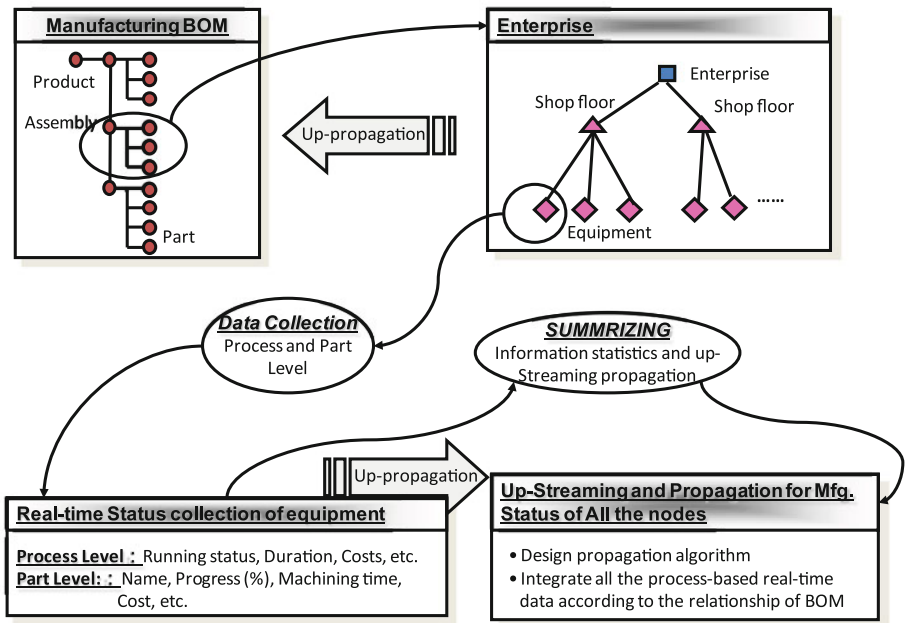 Manufacturing BOM
Product
Assembly
Part
Up-propagation
Enterprise
Enterprise
Shop floor
Shop floor
......
Equipment
Data Collection
Process and Part
Level
SUMMRIZING
Information statistics and up-
Streaming propagation
Up-propagation
Real-time Status collection of equipment
Process Level : Running status, Duration, Costs, etc.
Part Level: : Name, Progress (%), Machining time,
Cost, etc.
Up-Streaming and Propagation for Mfg.
Status of All the nodes
• Design propagation algorithm
• Integrate all the process-based real-time
data according to the relationship of BOM